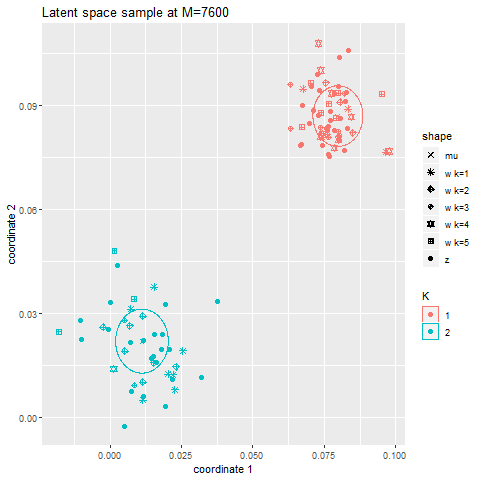 Latent space sample at M=7600
coordinate 2
0.09
0.06
0.03
0.00
0.000
0.025
0.050
0.075
0.100
coordinate 1
shape
mu
w k=1
w k=2
w k=3
w k=4
w k=5
z
K
1
2